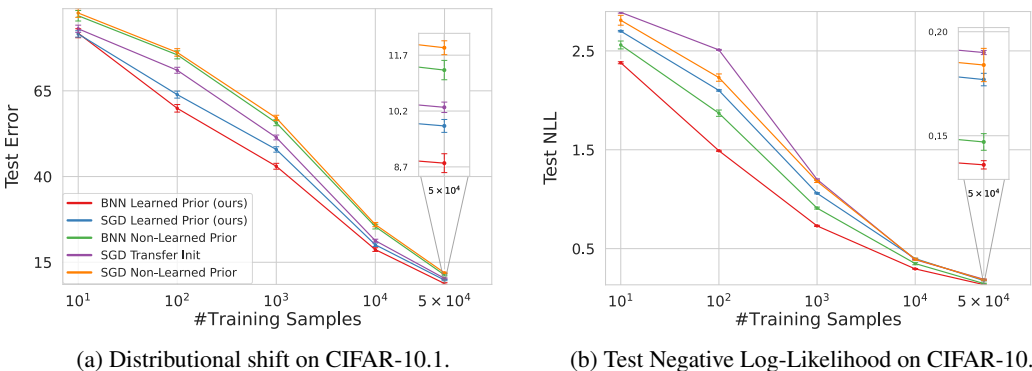 Test Error
65
40
15
11,7
10,2
8,7
5 × 10⁴
BNN Learned Prior (ours)
SGD Learned Prior (ours)
BNN Non-Learned Prior
SGD Transfer Init
SGD Non-Learned Prior
10¹ 10² 10³ 10⁴ 5 × 10⁴
#Training Samples
(a) Distributional shift on CIFAR-10.1.
Test NLL
2.5
1.5
0.5
0,20
0,15
5 × 10⁴
10¹ 10² 10³ 10⁴ 5 × 10⁴
#Training Samples
(b) Test Negative Log-Likelihood on CIFAR-10.